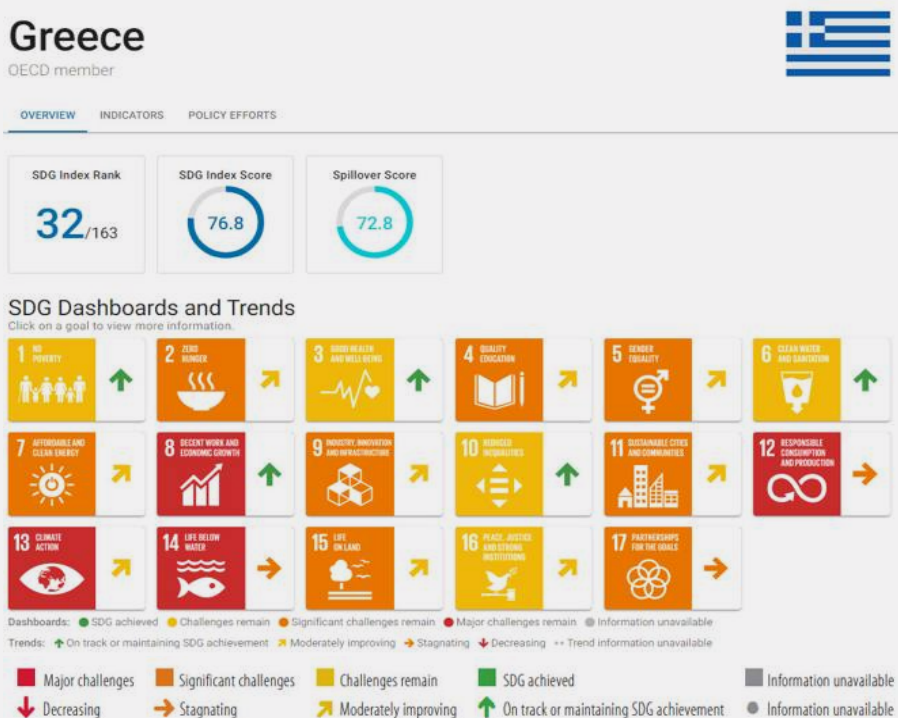 Greece
OECD member
OVERVIEW INDICATORS POLICY EFFORTS
SDG Index Rank
32/163
SDG Index Score
76.8
Spillover Score
72.8
SDG Dashboards and Trends
Click on a goal to view more information.
1 NO POVERTY
2 ZERO HUNGER
3 GOOD HEALTH AND WELL-BEING
4 QUALITY EDUCATION
5 GENDER EQUALITY
6 CLEAN WATER AND SANITATION
7 AFFORDABLE AND CLEAN ENERGY
8 DECENT WORK AND ECONOMIC GROWTH
9 INDUSTRY, INNOVATION AND INFRASTRUCTURE
10 REDUCED INEQUALITIES
11 SUSTAINABLE CITIES AND COMMUNITIES
12 RESPONSIBLE CONSUMPTION AND PRODUCTION
13 CLIMATE ACTION
14 LIFE BELOW WATER
15 LIFE ON LAND
16 PEACE, JUSTICE AND STRONG INSTITUTIONS
17 PARTNERSHIPS FOR THE GOALS
Dashboards: SDG achieved Challenges remain Significant challenges remain Major challenges remain Information unavailable
Trends: On track or maintaining SDG achievement Moderately improving Stagnating Decreasing Trend information unavailable
Major challenges Significant challenges Challenges remain SDG achieved Information unavailable
Decreasing Stagnating Moderately improving On track or maintaining SDG achievement Information unavailable